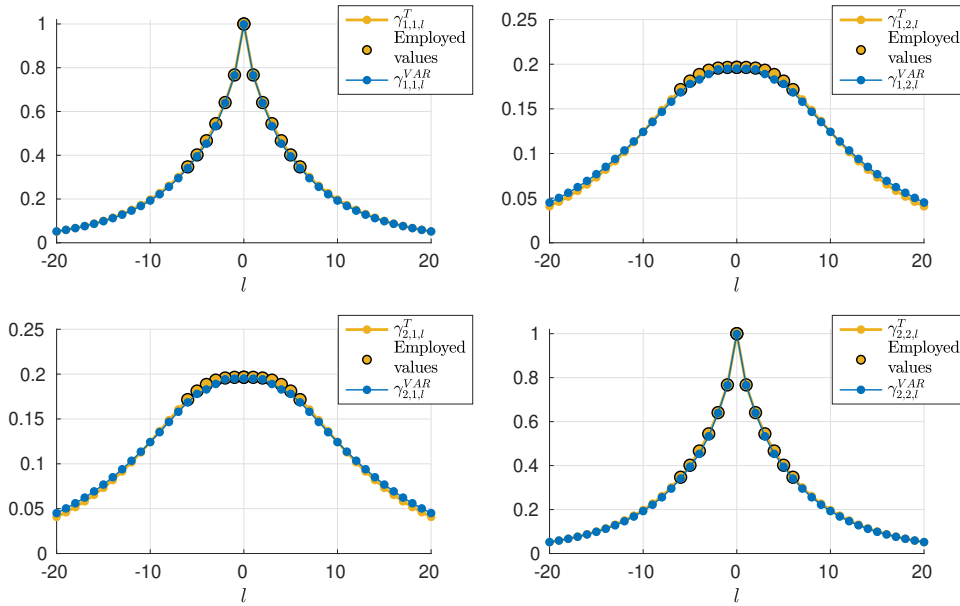 1
0.8
0.6
0.4
0.2
0
-20 -10 0 10 20
l
γ^T_{1,1,l}
Employed
values
γ^{VAR}_{1,1,l}
0.25
0.2
0.15
0.1
0.05
0
-20 -10 0 10 20
l
γ^T_{1,2,l}
Employed
values
γ^{VAR}_{1,2,l}
0.25
0.2
0.15
0.1
0.05
0
-20 -10 0 10 20
l
γ^T_{2,1,l}
Employed
values
γ^{VAR}_{2,1,l}
1
0.8
0.6
0.4
0.2
0
-20 -10 0 10 20
l
γ^T_{2,2,l}
Employed
values
γ^{VAR}_{2,2,l}